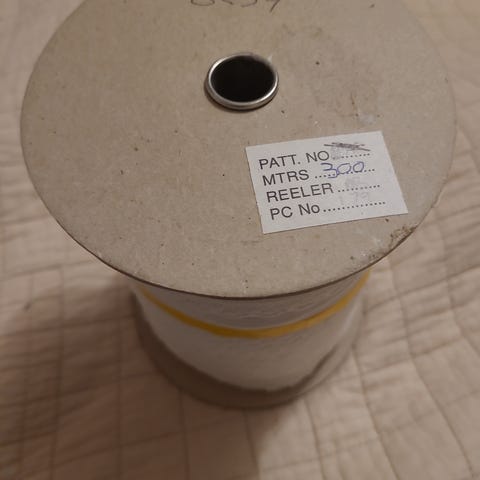 PATT. NO..........
MTRS ...300...
REELER ..........
PC No..............